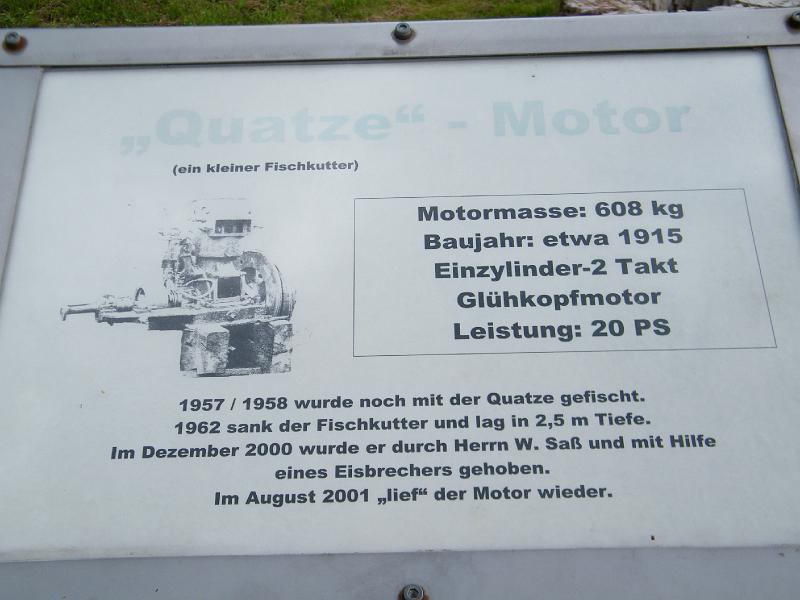 „Quatze“ - Motor
(ein kleiner Fischkutter)
Motormasse: 608 kg
Baujahr: etwa 1915
Einzylinder-2 Takt
Glühkopfmotor
Leistung: 20 PS
1957 / 1958 wurde noch mit der Quatze gefischt.
1962 sank der Fischkutter und lag in 2,5 m Tiefe.
Im Dezember 2000 wurde er durch Herrn W. Saß und mit Hilfe
eines Eisbrechers gehoben.
Im August 2001 „lief“ der Motor wieder.